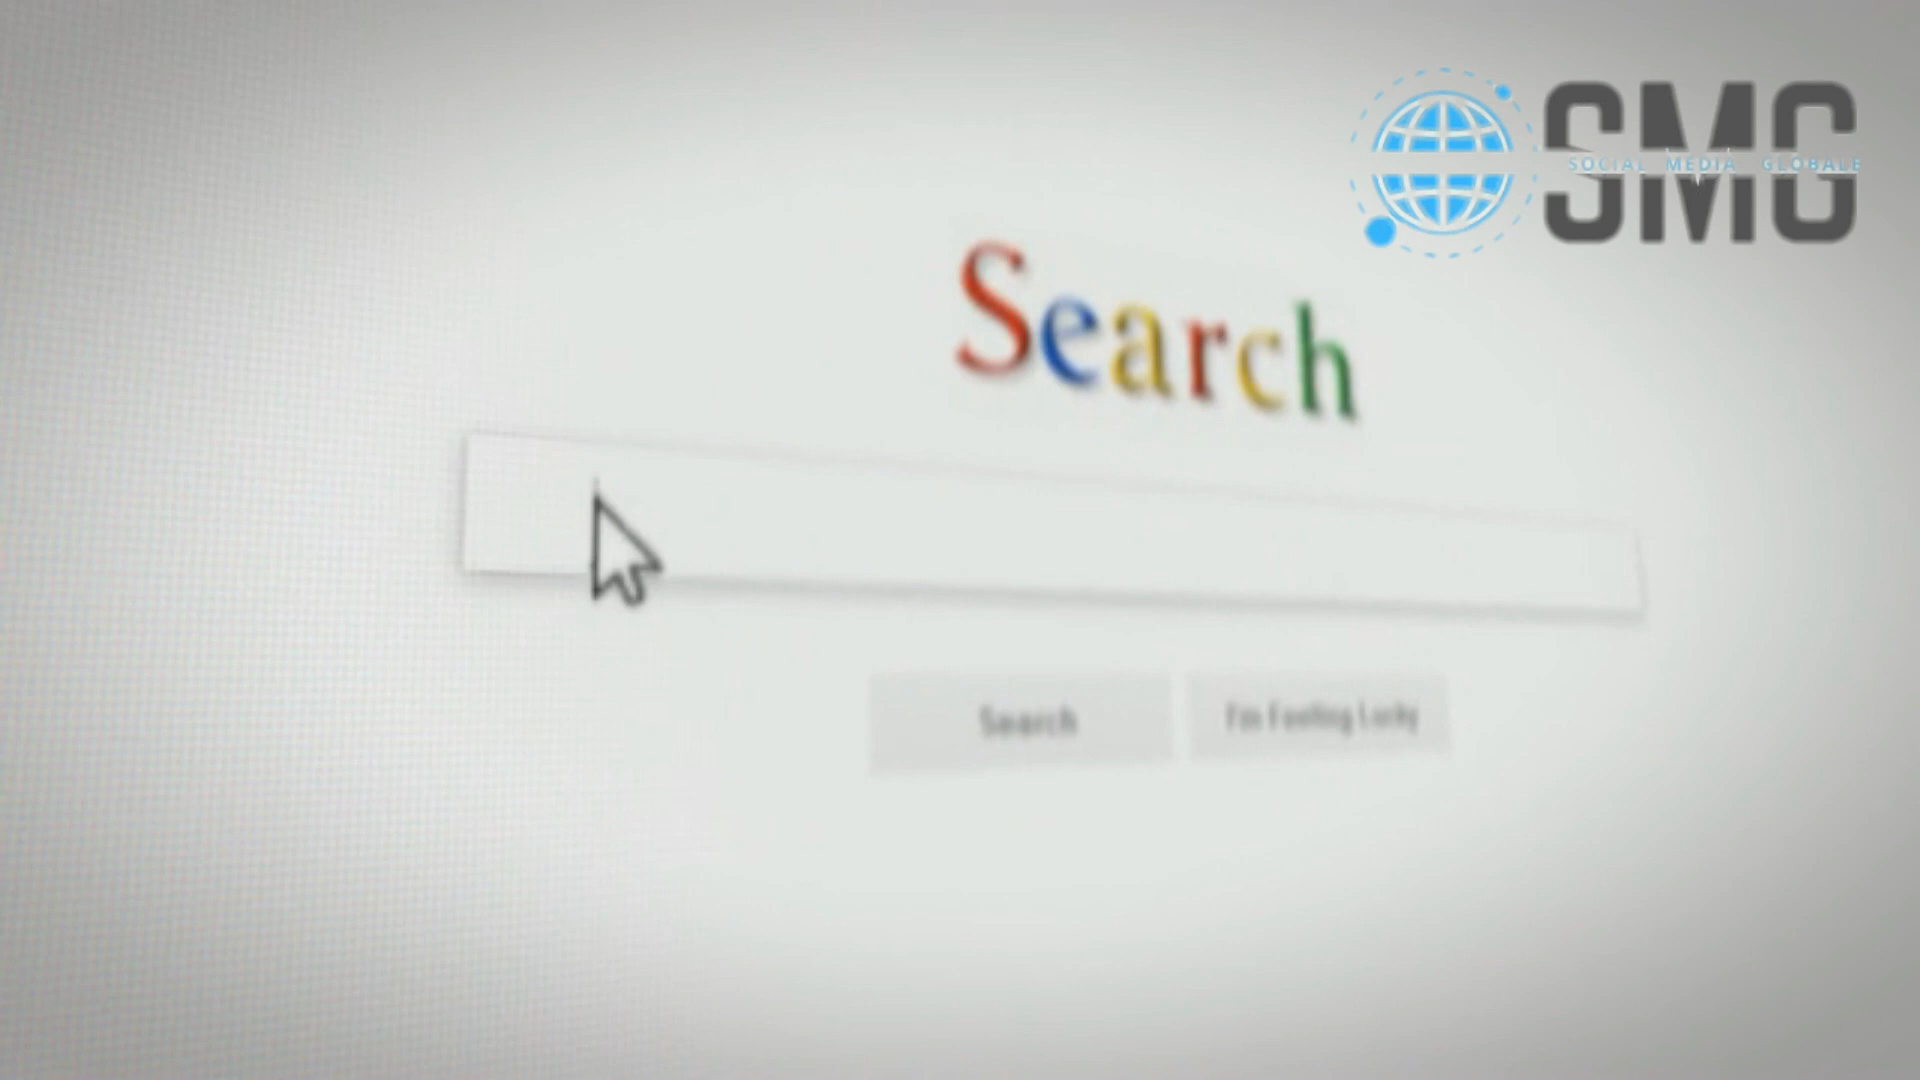 SMG
SOCIAL MEDIA GLOBALE
Search
Search
I'm Feeling Lucky